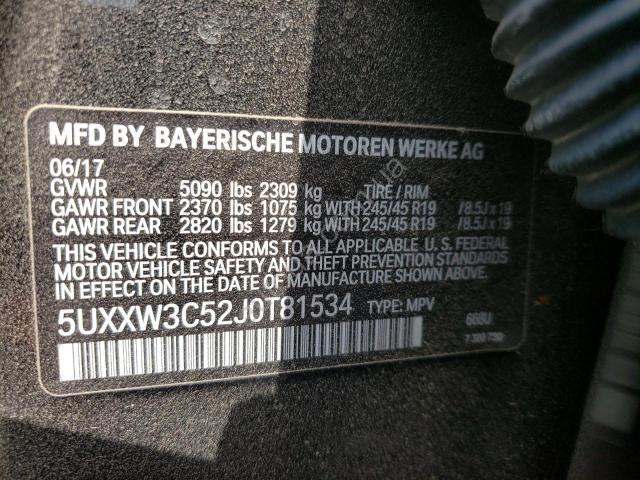 MFD BY BAYERISCHE MOTOREN WERKE AG
06/17
GVWR 5090 lbs 2309 kg TIRE / RIM
GAWR FRONT 2370 lbs 1075 kg WITH 245/45 R19 /8.5J x 19
GAWR REAR 2820 lbs 1279 kg WITH 245/45 R19 /8.5J x 19
THIS VEHICLE CONFORMS TO ALL APPLICABLE U. S. FEDERAL
MOTOR VEHICLE SAFETY AND THEFT PREVENTION STANDARDS
IN EFFECT ON THE DATE OF MANUFACTURE SHOWN ABOVE.
5UXXW3C52J0T81534 TYPE: MPV